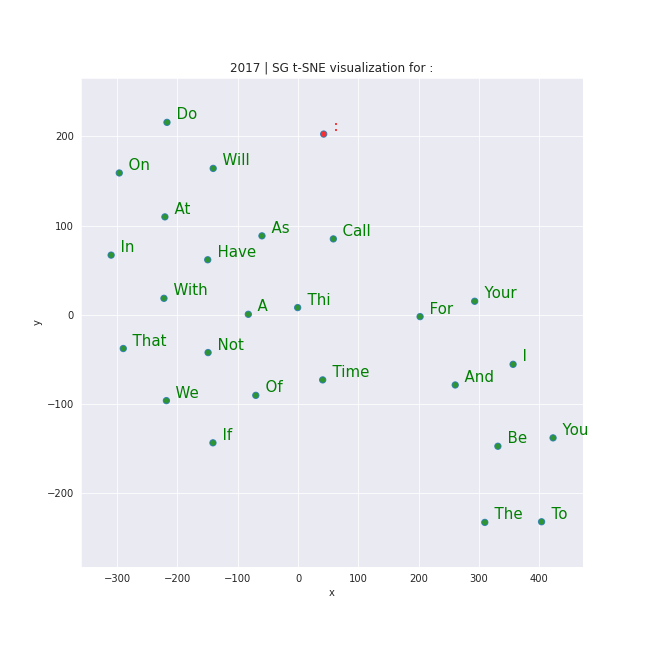 2017 | SG t-SNE visualization for :
Do
:
On
Will
At
As
Call
In
Have
With
A
Thi
For
Your
That
Not
I
We
Of
Time
And
If
Be
You
The
To
200
100
0
−100
−200
y
−300
−200
−100
0
100
200
300
400
x